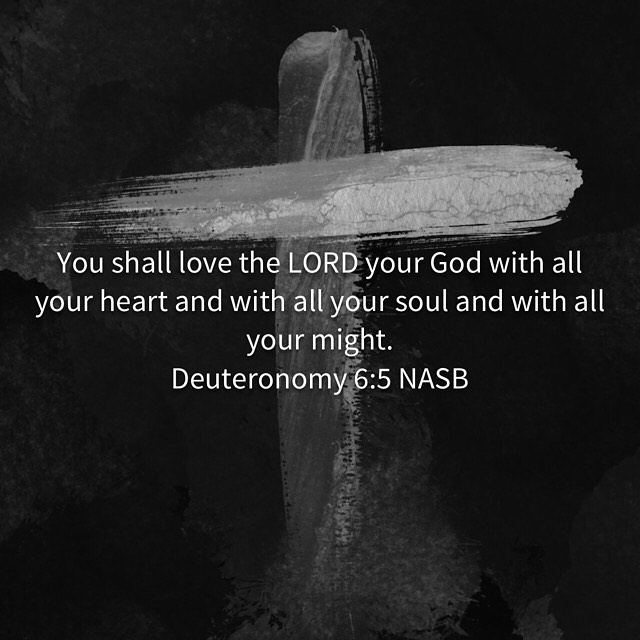 You shall love the LORD your God with all
your heart and with all your soul and with all
your might.
Deuteronomy 6:5 NASB